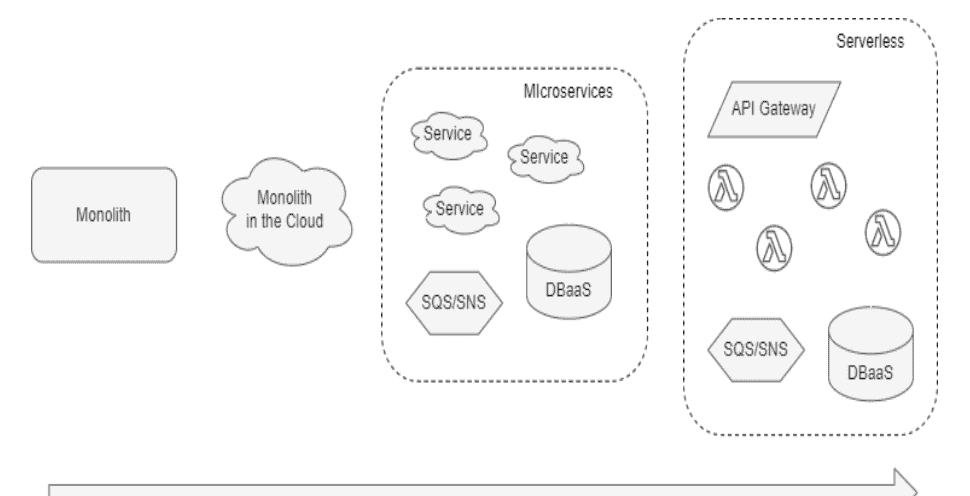 Monolith
Monolith
in the Cloud
MIcroservices
Service
Service
Service
SQS/SNS
DBaaS
Serverless
API Gateway
λ
λ
λ
λ
SQS/SNS
DBaaS